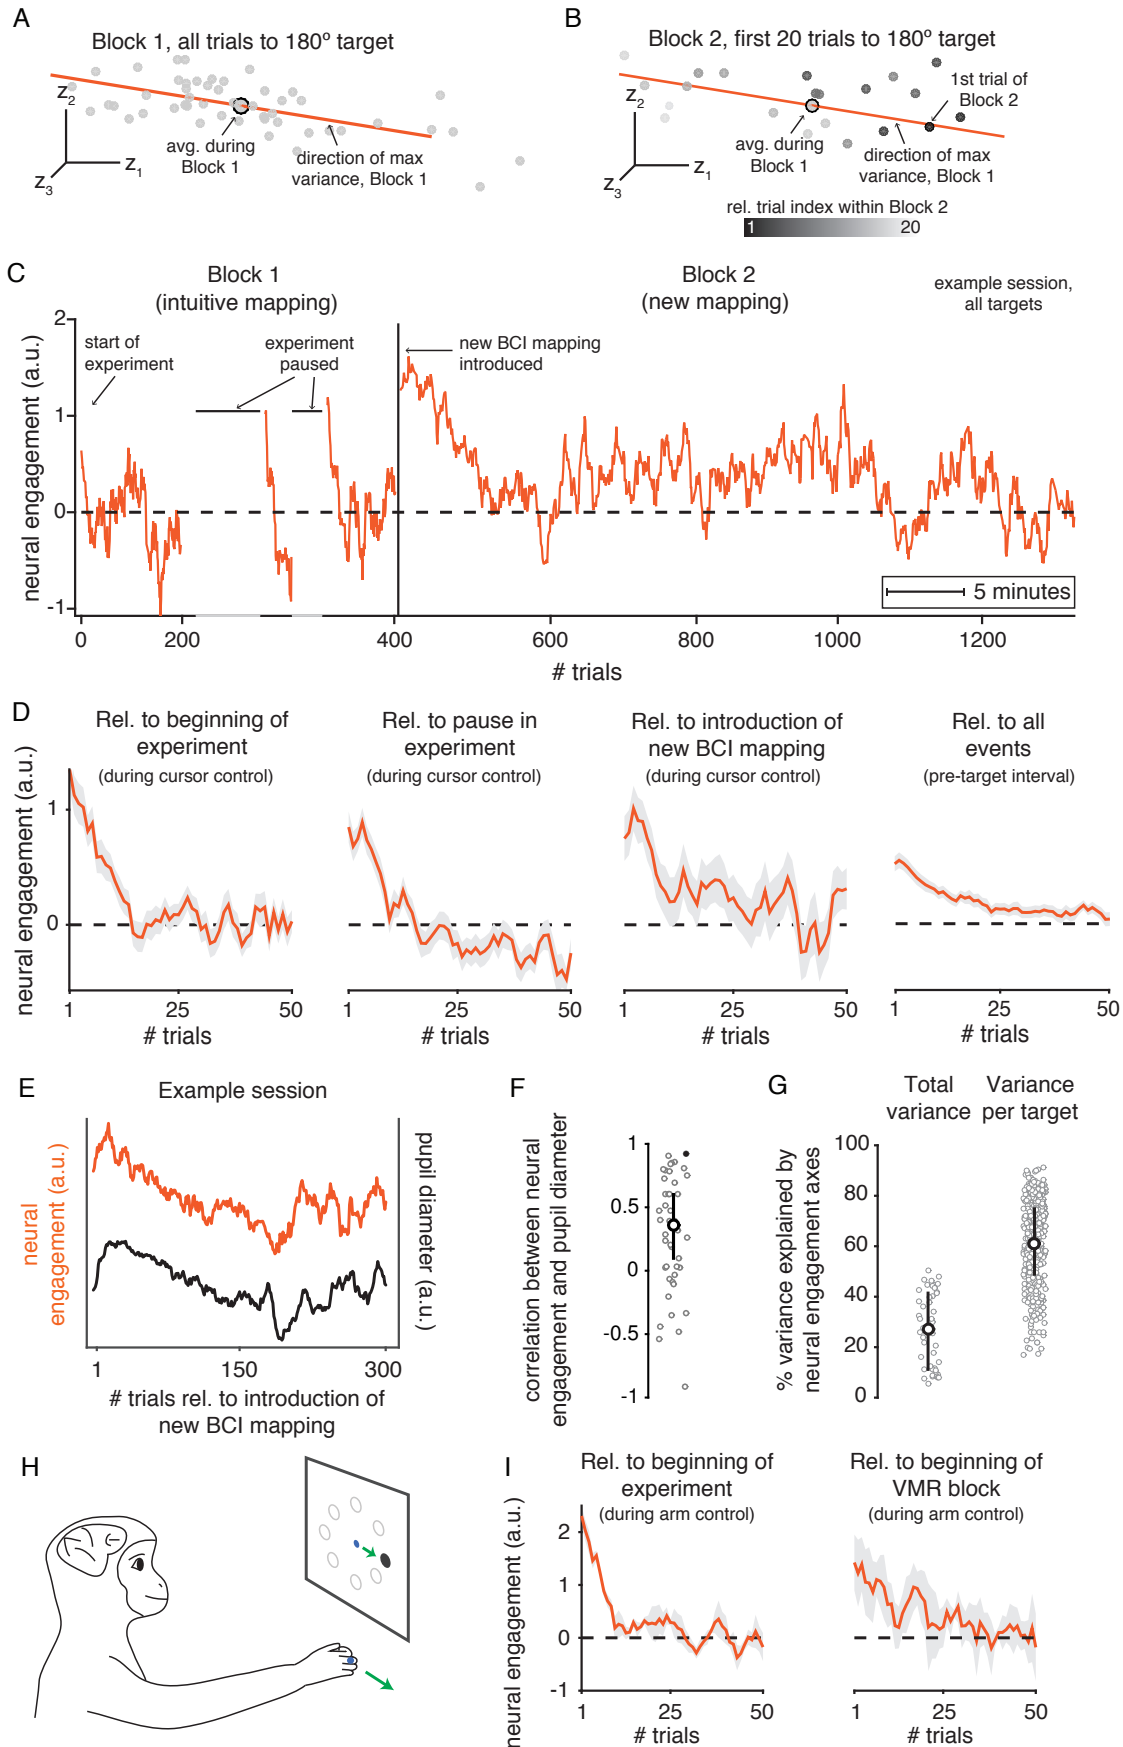 A
Block 1, all trials to 180° target
z2
z1
z3
avg. during
Block 1
direction of max
variance, Block 1
B
Block 2, first 20 trials to 180° target
z2
z1
z3
1st trial of
Block 2
avg. during
Block 1
direction of max
variance, Block 1
rel. trial index within Block 2
1
20
C
Block 1
(intuitive mapping)
Block 2
(new mapping)
example session,
all targets
neural engagement (a.u.)
2
1
0
-1
start of
experiment
experiment
paused
new BCI mapping
introduced
5 minutes
0 200 400 600 800 1000 1200
# trials
D
Rel. to beginning of
experiment
(during cursor control)
Rel. to pause in
experiment
(during cursor control)
Rel. to introduction of
new BCI mapping
(during cursor control)
Rel. to all
events
(pre-target interval)
neural engagement (a.u.)
1
0
1 25 50
# trials
1 25 50
# trials
1 25 50
# trials
1 25 50
# trials
E
Example session
neural
engagement (a.u.)
pupil diameter (a.u.)
1 150 300
# trials rel. to introduction of
new BCI mapping
F
correlation between neural
engagement and pupil diameter
1
0.5
0
-0.5
-1
G
Total
variance
Variance
per target
% variance explained by
neural engagement axes
100
80
60
40
20
0
H
I
Rel. to beginning of
experiment
(during arm control)
Rel. to beginning of
VMR block
(during arm control)
neural engagement (a.u.)
2
1
0
-1
1 25 50
# trials
1 25 50
# trials